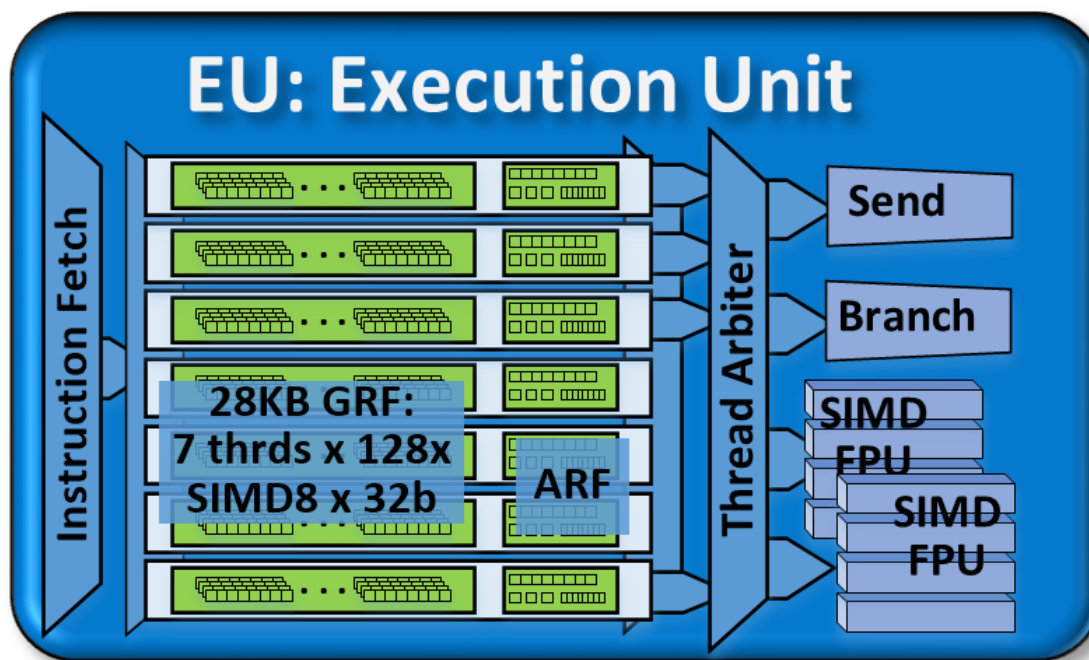 EU: Execution Unit
Instruction Fetch
28KB GRF:
7 thrds x 128x
SIMD8 x 32b
ARF
Thread Arbiter
Send
Branch
SIMD
FPU
SIMD
FPU